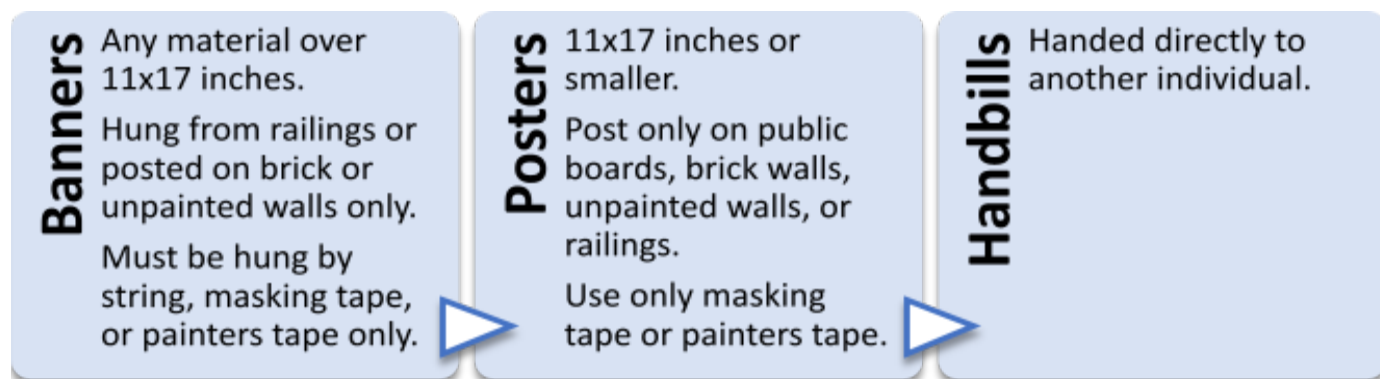 Banners
Any material over
11x17 inches.
Hung from railings or
posted on brick or
unpainted walls only.
Must be hung by
string, masking tape,
or painters tape only.
Posters
11x17 inches or
smaller.
Post only on public
boards, brick walls,
unpainted walls, or
railings.
Use only masking
tape or painters tape.
Handbills
Handed directly to
another individual.